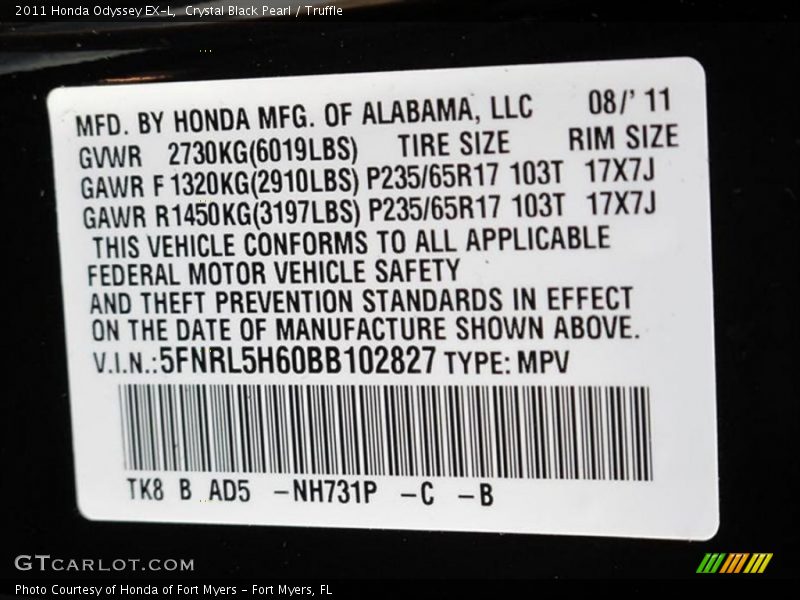 2011 Honda Odyssey EX-L, Crystal Black Pearl / Truffle
MFD. BY HONDA MFG. OF ALABAMA, LLC 08/' 11
GVWR 2730KG(6019LBS) TIRE SIZE RIM SIZE
GAWR F 1320KG(2910LBS) P235/65R17 103T 17X7J
GAWR R1450KG(3197LBS) P235/65R17 103T 17X7J
THIS VEHICLE CONFORMS TO ALL APPLICABLE
FEDERAL MOTOR VEHICLE SAFETY
AND THEFT PREVENTION STANDARDS IN EFFECT
ON THE DATE OF MANUFACTURE SHOWN ABOVE.
V.I.N.:5FNRL5H60BB102827 TYPE: MPV
TK8 B AD5 -NH731P -C -B
GTCARLOT.COM
Photo Courtesy of Honda of Fort Myers - Fort Myers, FL